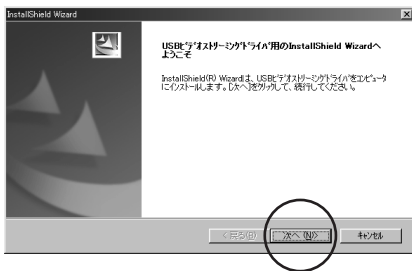 InstallShield Wizard
USBﾋﾞﾃﾞｵｽﾄﾘｰﾐﾝｸﾞﾄﾞﾗｲﾊﾞ用のInstallShield Wizardへ
ようこそ
InstallShield(R) Wizardは、USBﾋﾞﾃﾞｵｽﾄﾘｰﾐﾝｸﾞﾄﾞﾗｲﾊﾞをｺﾝﾋﾟｭｰﾀ
にｲﾝｽﾄｰﾙします。[次へ]をｸﾘｯｸして、続行してください。
< 戻る(B)
次へ (N)>
ｷｬﾝｾﾙ